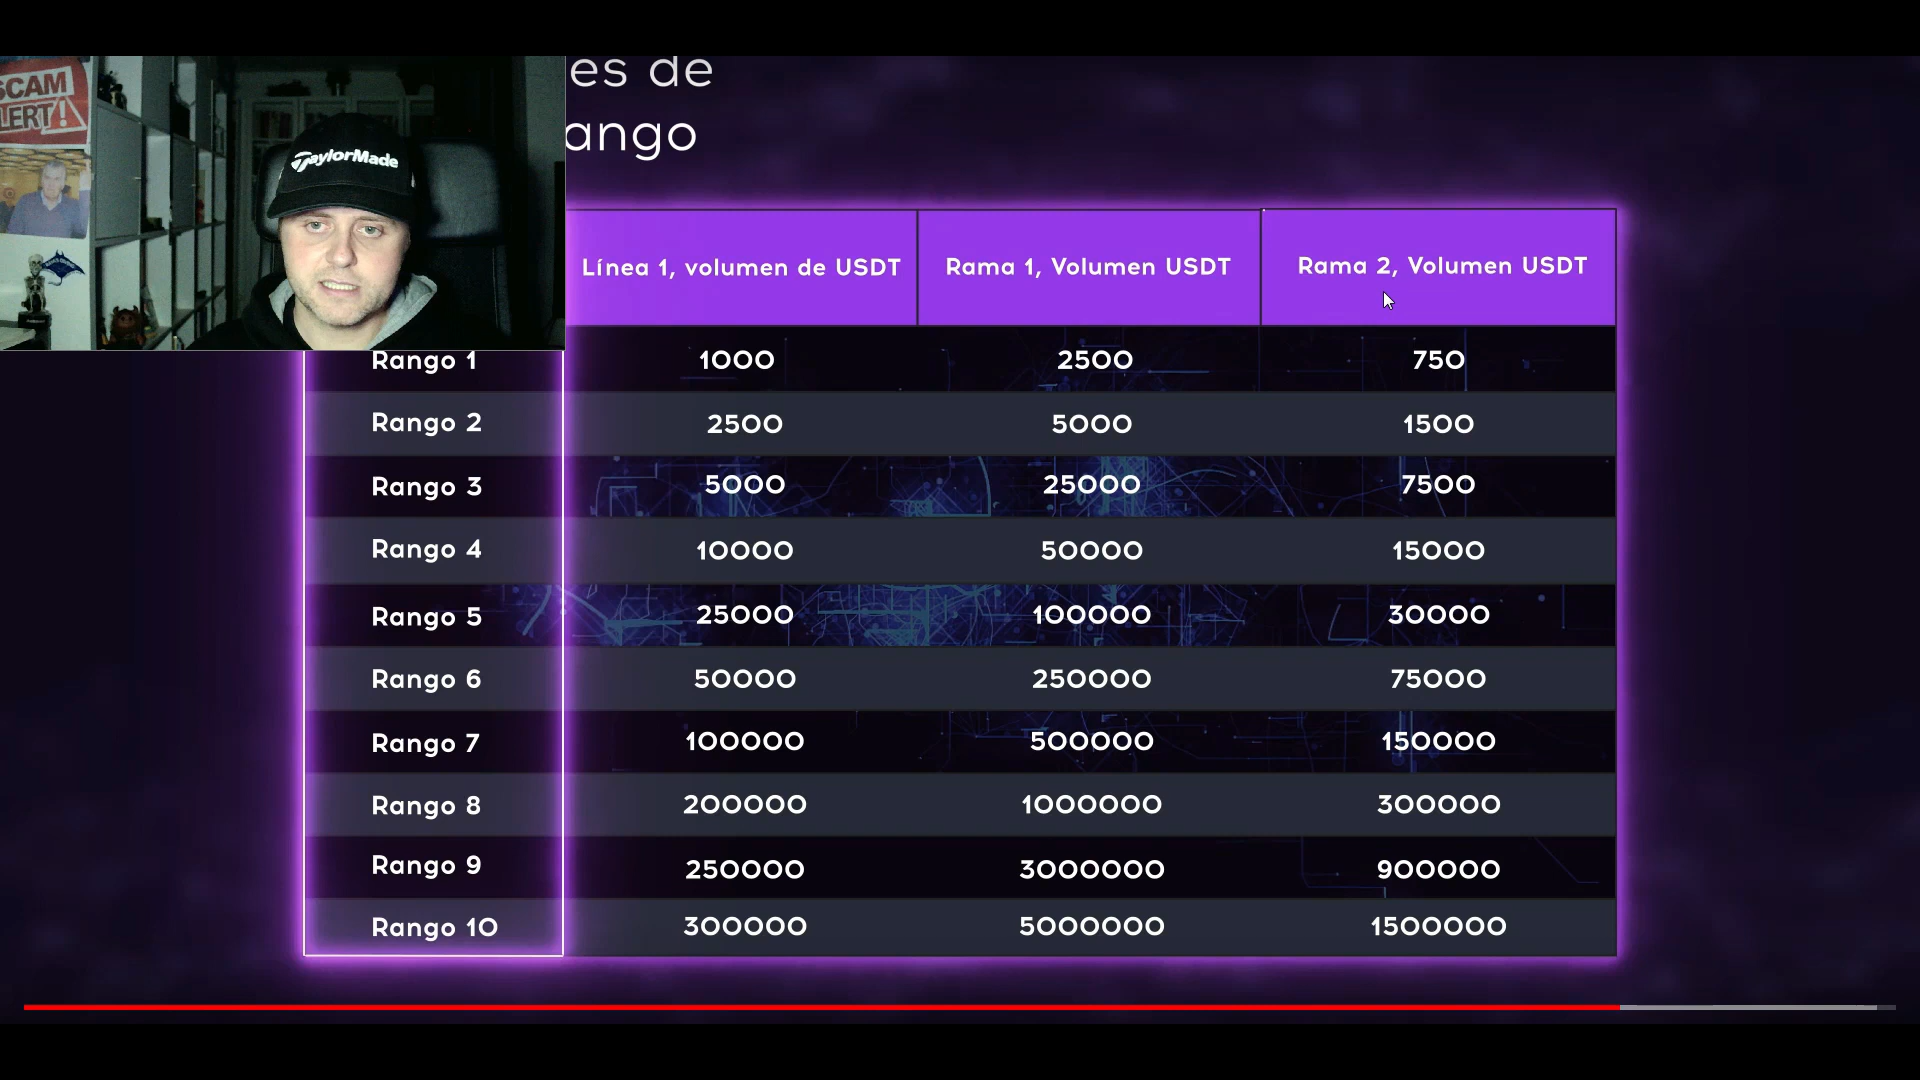 SCAM
LERT!
TaylorMade
es de
ango
Línea 1, volumen de USDT
Rama 1, Volumen USDT
Rama 2, Volumen USDT
Rango 1 1000 2500 750
Rango 2 2500 5000 1500
Rango 3 5000 25000 7500
Rango 4 10000 50000 15000
Rango 5 25000 100000 30000
Rango 6 50000 250000 75000
Rango 7 100000 500000 150000
Rango 8 200000 1000000 300000
Rango 9 250000 3000000 900000
Rango 10 300000 5000000 1500000